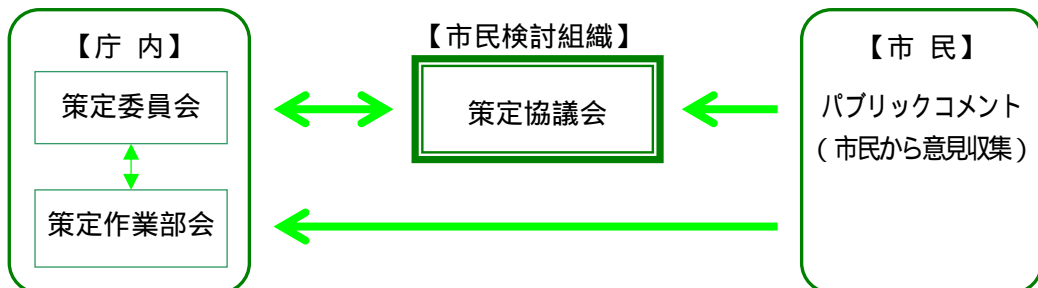 【庁 内】
策定委員会
策定作業部会
【市民検討組織】
策定協議会
【市 民】
パブリックコメント
(市民から意見収集)